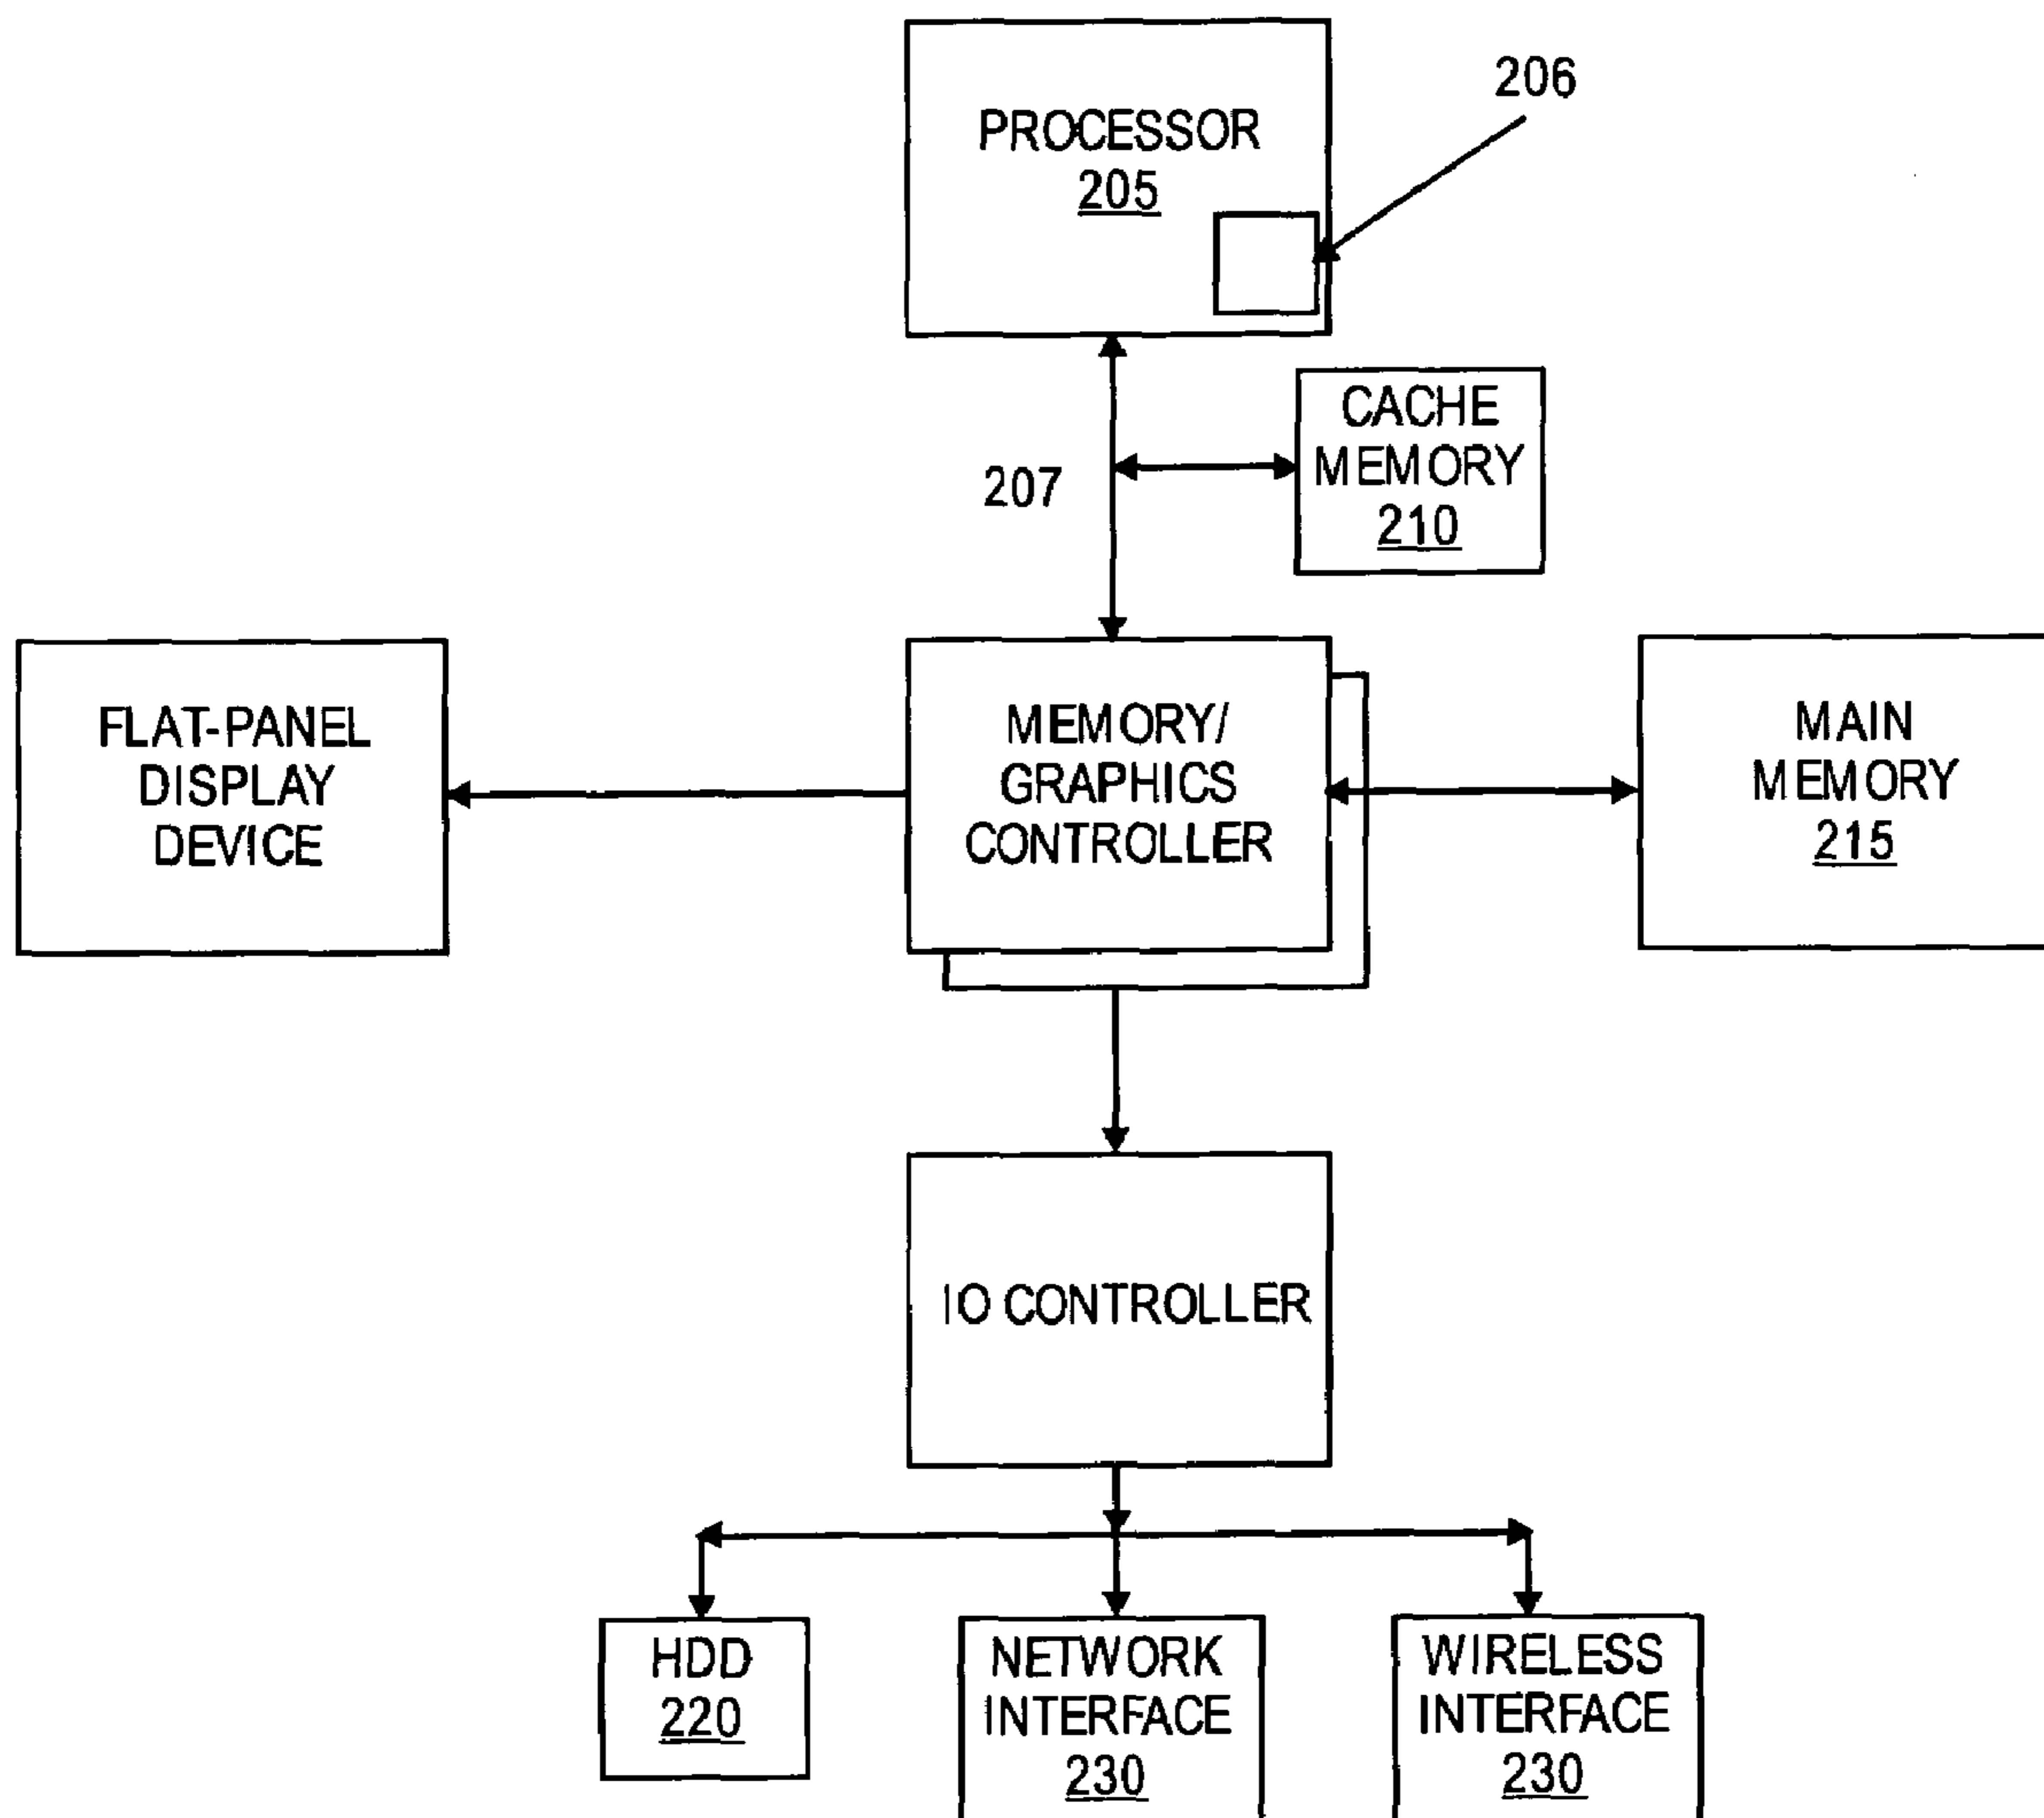 PROCESSOR
205
206
CACHE
MEMORY
210
207
FLAT-PANEL
DISPLAY
DEVICE
MEMORY/
GRAPHICS
CONTROLLER
MAIN
MEMORY
215
IO CONTROLLER
HDD
220
NETWORK
INTERFACE
230
WIRELESS
INTERFACE
230